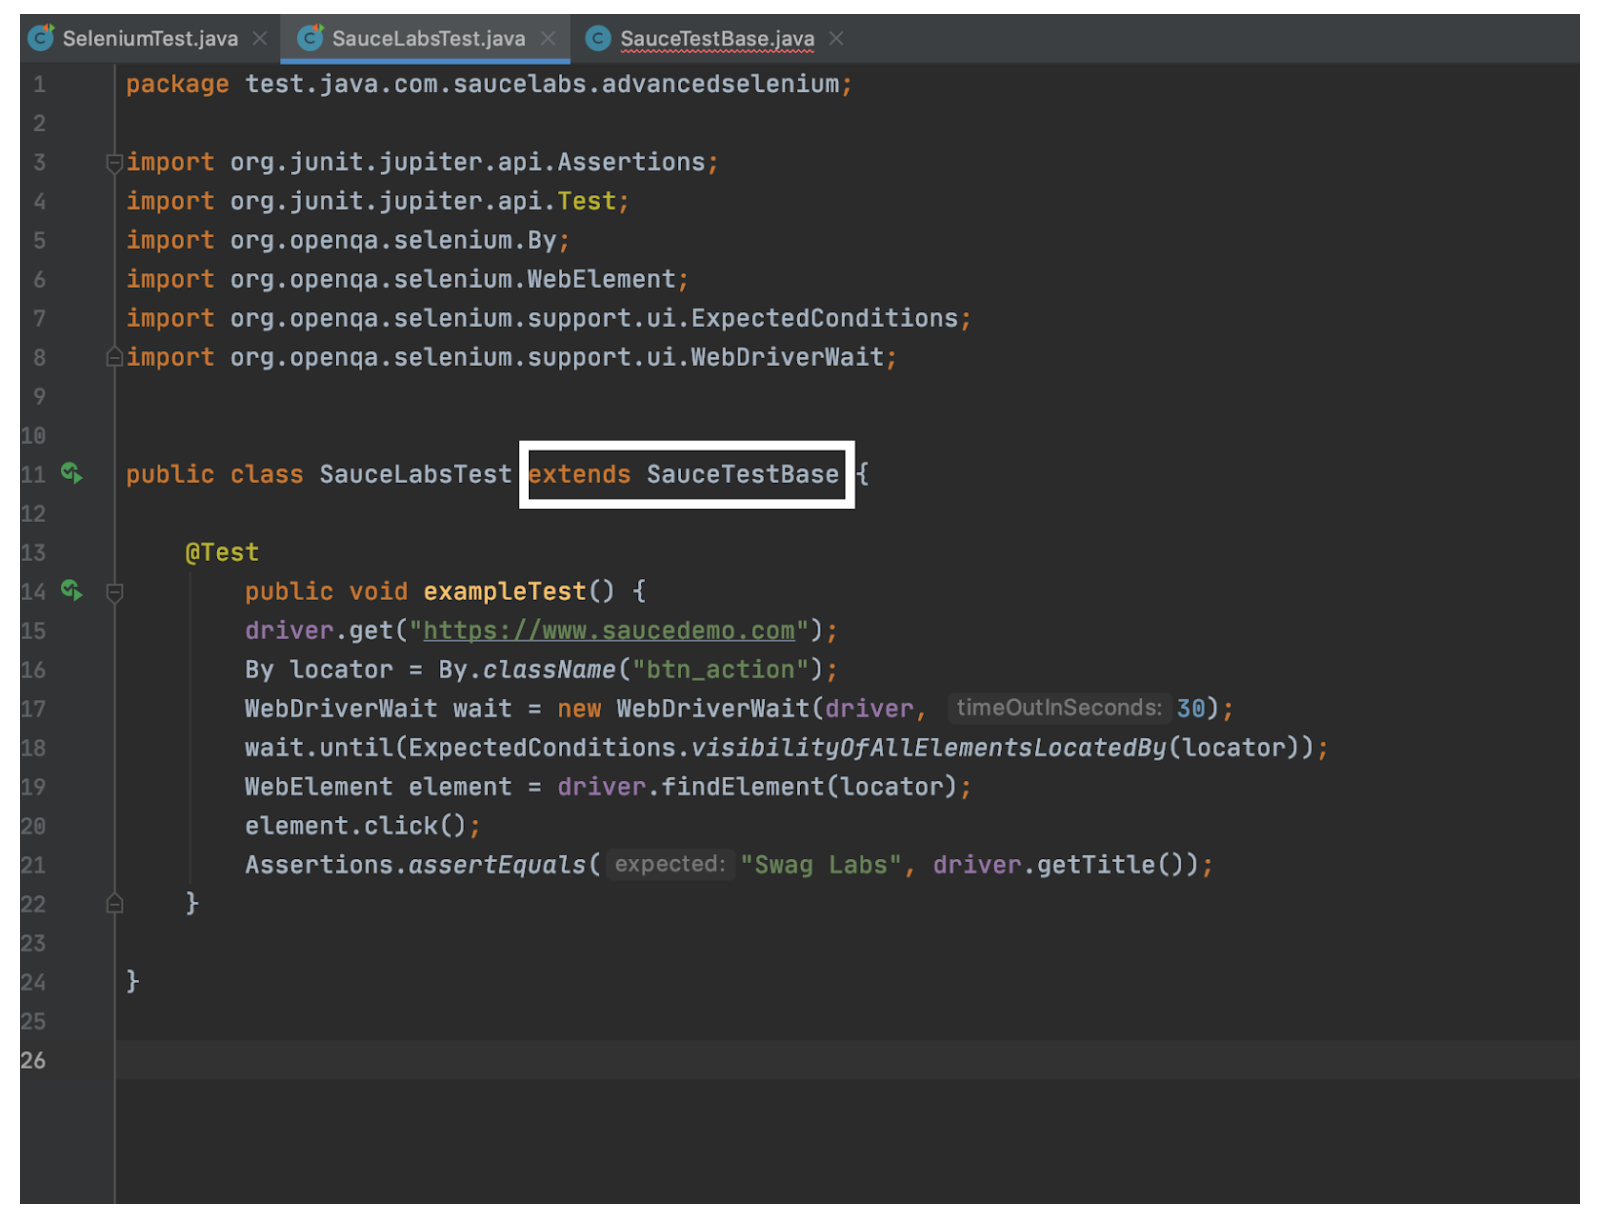 SeleniumTest.java SauceLabsTest.java SauceTestBase.java
1 package test.java.com.saucelabs.advancedselenium;
2
3 import org.junit.jupiter.api.Assertions;
4 import org.junit.jupiter.api.Test;
5 import org.openqa.selenium.By;
6 import org.openqa.selenium.WebElement;
7 import org.openqa.selenium.support.ui.ExpectedConditions;
8 import org.openqa.selenium.support.ui.WebDriverWait;
9
10
11 public class SauceLabsTest extends SauceTestBase {
12
13 @Test
14 public void exampleTest() {
15 driver.get("https://www.saucedemo.com");
16 By locator = By.className("btn_action");
17 WebDriverWait wait = new WebDriverWait(driver, timeOutInSeconds: 30);
18 wait.until(ExpectedConditions.visibilityOfAllElementsLocatedBy(locator));
19 WebElement element = driver.findElement(locator);
20 element.click();
21 Assertions.assertEquals( expected: "Swag Labs", driver.getTitle());
22 }
23
24 }
25
26